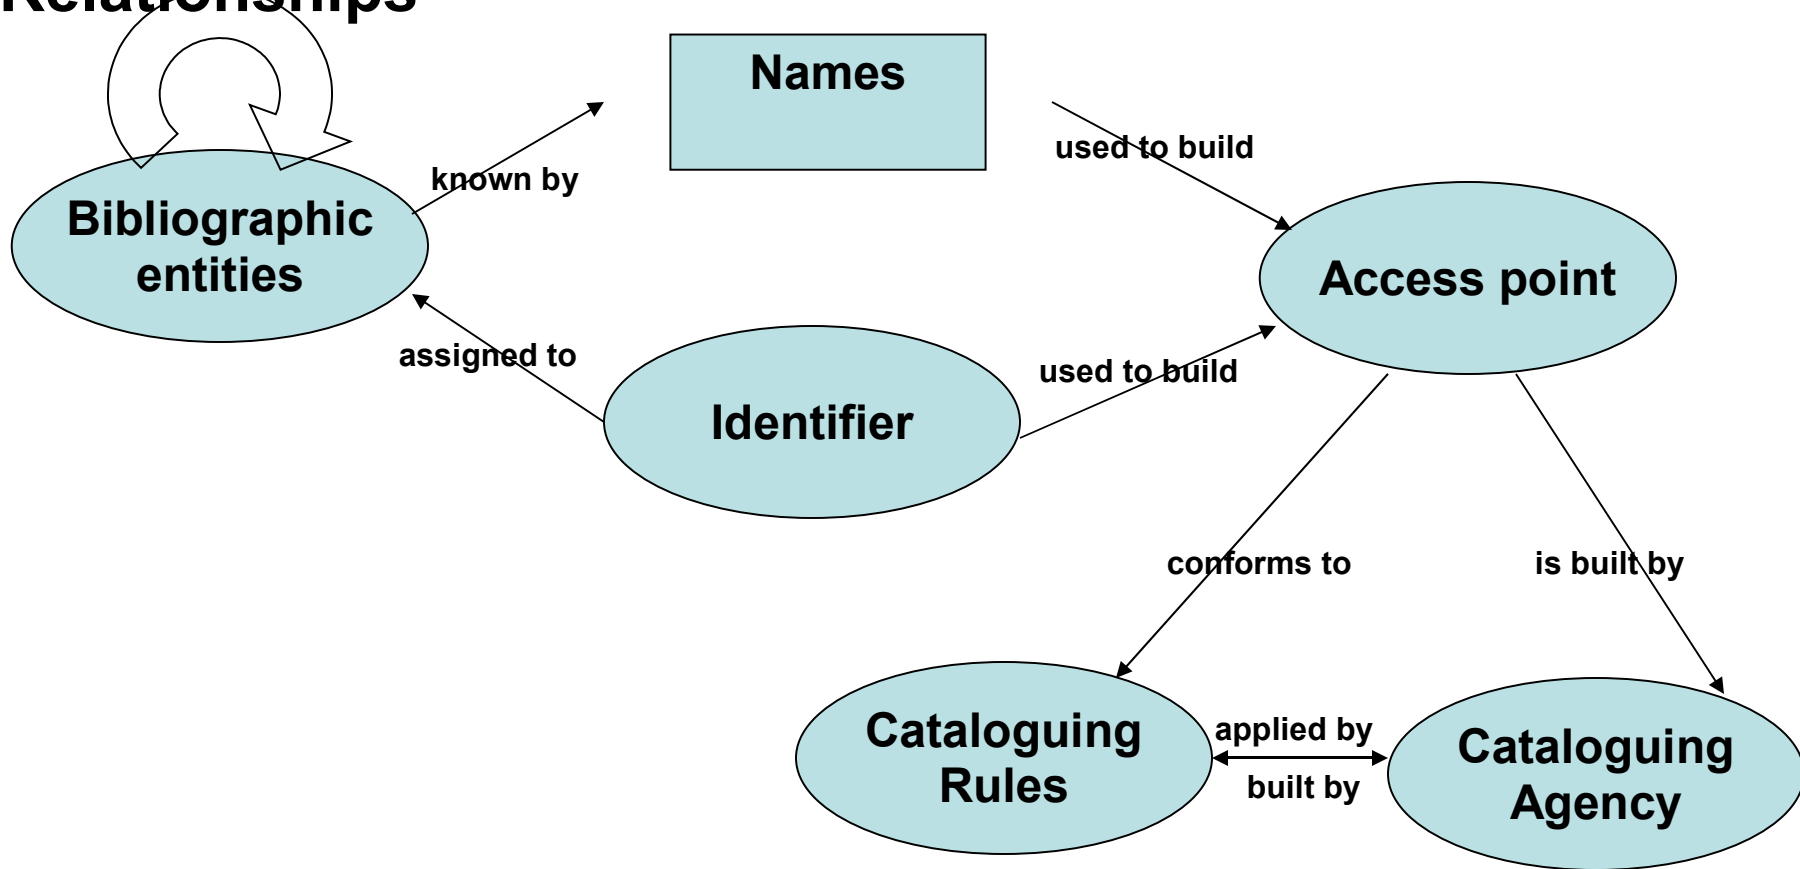 Relationships
Names
used to build
known by
Bibliographic
entities
Access point
assigned to
used to build
Identifier
conforms to
is built by
Cataloguing
Rules
applied by
built by
Cataloguing
Agency